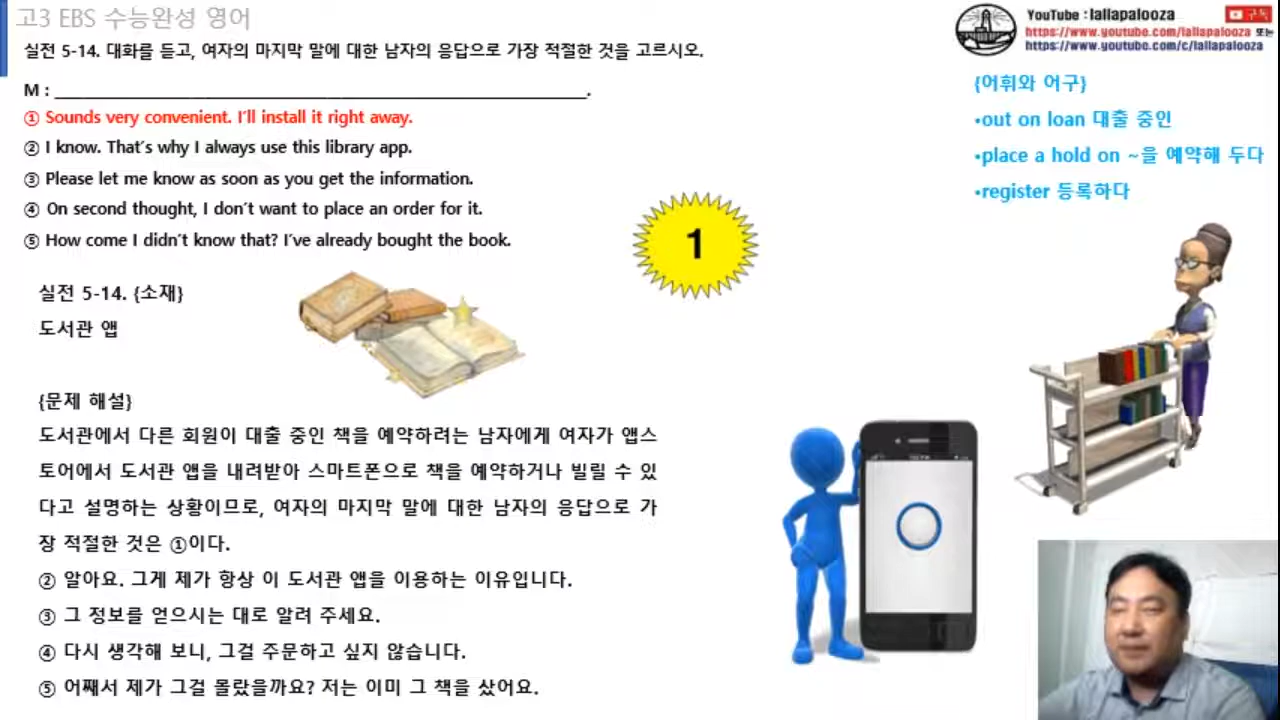 고3 EBS 수능완성 영어
실전 5-14. 대화를 듣고, 여자의 마지막 말에 대한 남자의 응답으로 가장 적절한 것을 고르시오.
M : ______________________________.
① Sounds very convenient. I'll install it right away.
② I know. That's why I always use this library app.
③ Please let me know as soon as you get the information.
④ On second thought, I don't want to place an order for it.
⑤ How come I didn't know that? I've already bought the book.
1
실전 5-14. {소재}
도서관 앱
{문제 해설}
도서관에서 다른 회원이 대출 중인 책을 예약하려는 남자에게 여자가 앱스
토어에서 도서관 앱을 내려받아 스마트폰으로 책을 예약하거나 빌릴 수 있
다고 설명하는 상황이므로, 여자의 마지막 말에 대한 남자의 응답으로 가
장 적절한 것은 ①이다.
② 알아요. 그게 제가 항상 이 도서관 앱을 이용하는 이유입니다.
③ 그 정보를 얻으시는 대로 알려 주세요.
④ 다시 생각해 보니, 그걸 주문하고 싶지 않습니다.
⑤ 어째서 제가 그걸 몰랐을까요? 저는 이미 그 책을 샀어요.
YouTube : lallapalooza 구독
https://www.youtube.com/lallapalooza 또는
https://www.youtube.com/c/lallapalooza
{어휘와 어구}
•out on loan 대출 중인
•place a hold on ~을 예약해 두다
•register 등록하다